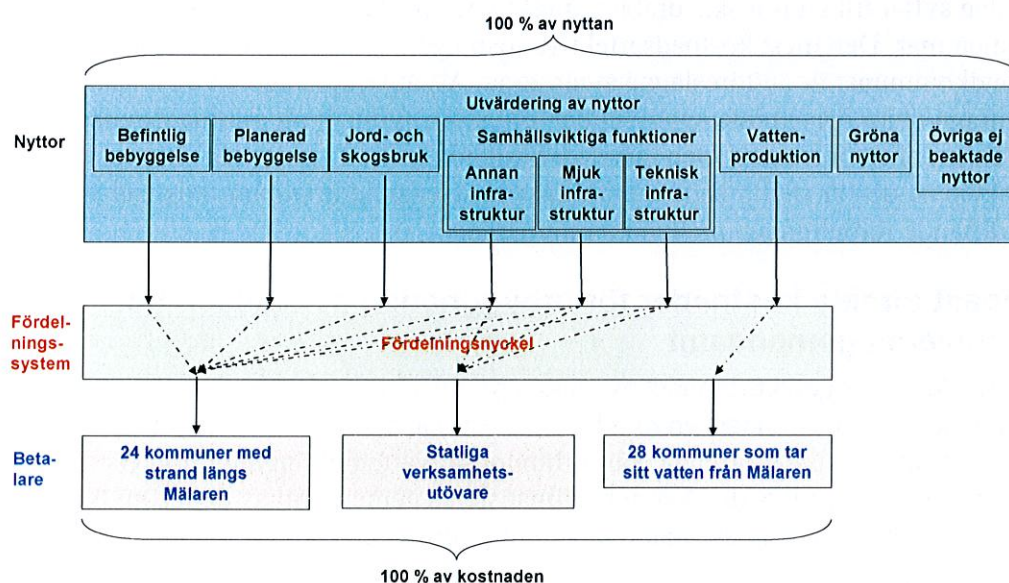 100 % av nyttan
Utvärdering av nyttor
Nyttor
Befintlig
bebyggelse
Planerad
bebyggelse
Jord- och
skogsbruk
Samhällsviktiga funktioner
Annan
infra-
struktur
Mjuk
infra-
struktur
Teknisk
infra-
struktur
Vatten-
produktion
Gröna
nyttor
Övriga ej
beaktade
nyttor
Fördel-
nings-
system
Fördelningsnyckel
Beta-
lare
24 kommuner med
strand längs
Mälaren
Statliga
verksamhets-
utövare
28 kommuner som tar
sitt vatten från Mälaren
100 % av kostnaden